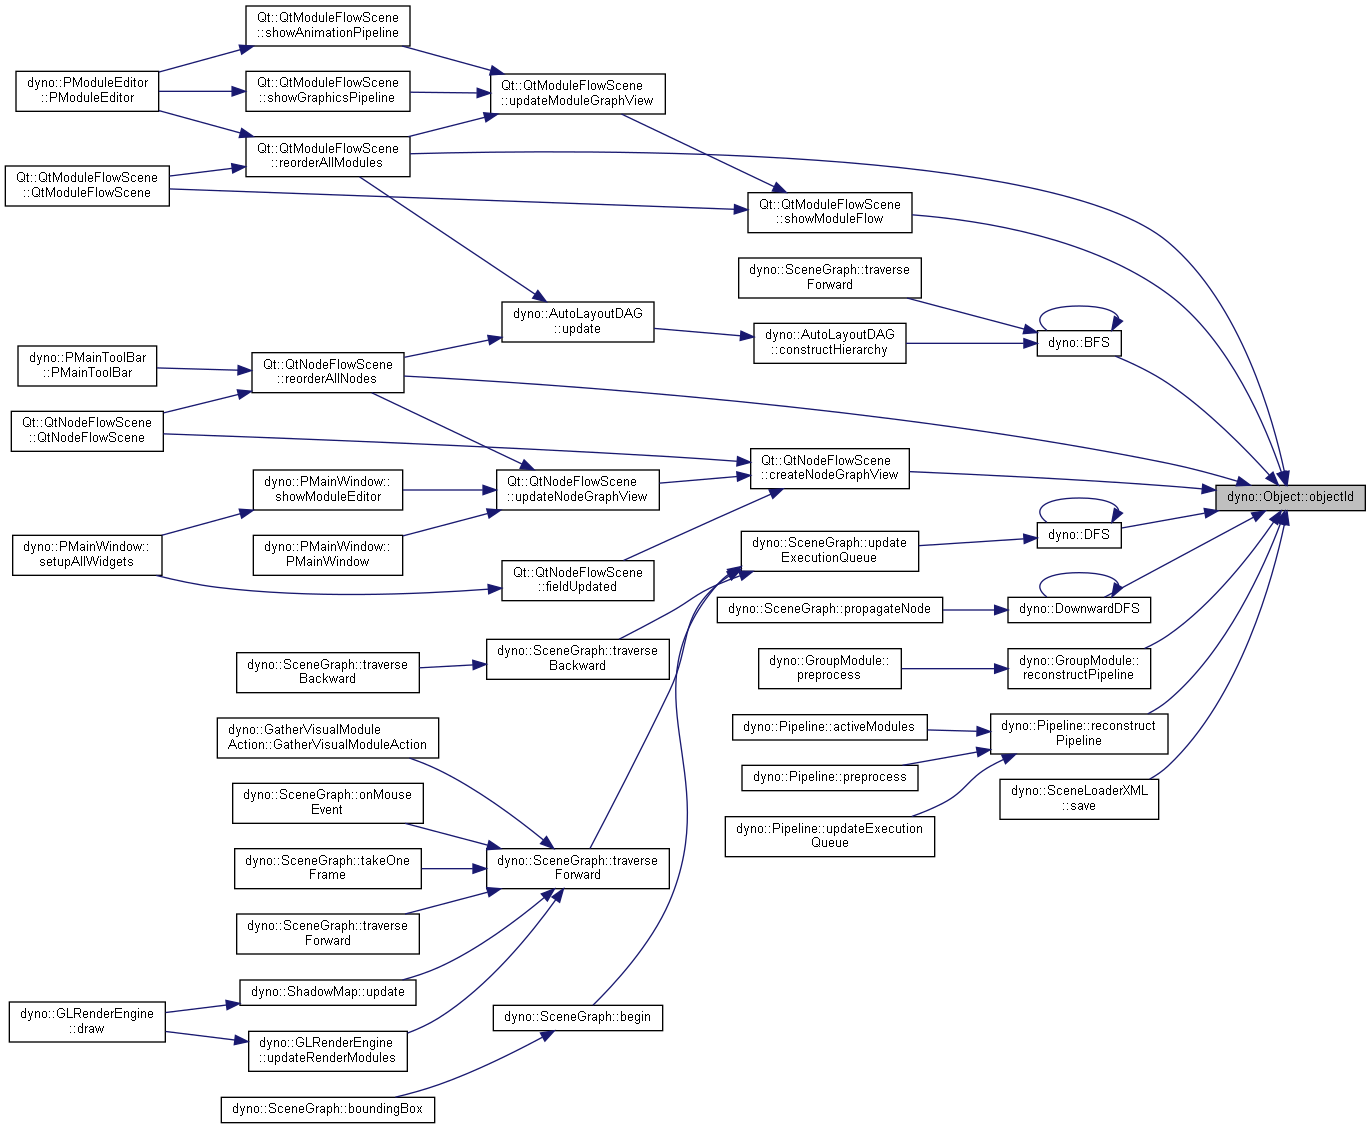 Qt::QtModuleFlowScene
::showAnimationPipeline
dyno::PModuleEditor
::PModuleEditor
Qt::QtModuleFlowScene
::showGraphicsPipeline
Qt::QtModuleFlowScene
::updateModuleGraphView
Qt::QtModuleFlowScene
::reorderAllModules
Qt::QtModuleFlowScene
::QtModuleFlowScene
Qt::QtModuleFlowScene
::showModuleFlow
dyno::SceneGraph::traverse
Forward
dyno::AutoLayoutDAG
::update
dyno::AutoLayoutDAG
::constructHierarchy
dyno::BFS
dyno::PMainToolBar
::PMainToolBar
Qt::QtNodeFlowScene
::reorderAllNodes
Qt::QtNodeFlowScene
::QtNodeFlowScene
Qt::QtNodeFlowScene
::createNodeGraphView
dyno::PMainWindow::
showModuleEditor
Qt::QtNodeFlowScene
::updateNodeGraphView
dyno::Object::objectId
dyno::PMainWindow::
setupAllWidgets
dyno::PMainWindow::
PMainWindow
dyno::SceneGraph::update
ExecutionQueue
dyno::DFS
Qt::QtNodeFlowScene
::fieldUpdated
dyno::SceneGraph::propagateNode
dyno::DownwardDFS
dyno::SceneGraph::traverse
Backward
dyno::SceneGraph::traverse
Backward
dyno::GroupModule::
preprocess
dyno::GroupModule::
reconstructPipeline
dyno::GatherVisualModule
Action::GatherVisualModuleAction
dyno::Pipeline::activeModules
dyno::Pipeline::reconstruct
Pipeline
dyno::Pipeline::preprocess
dyno::SceneGraph::onMouse
Event
dyno::SceneLoaderXML
::save
dyno::Pipeline::updateExecution
Queue
dyno::SceneGraph::takeOne
Frame
dyno::SceneGraph::traverse
Forward
dyno::SceneGraph::traverse
Forward
dyno::ShadowMap::update
dyno::GLRenderEngine
::draw
dyno::SceneGraph::begin
dyno::GLRenderEngine
::updateRenderModules
dyno::SceneGraph::boundingBox